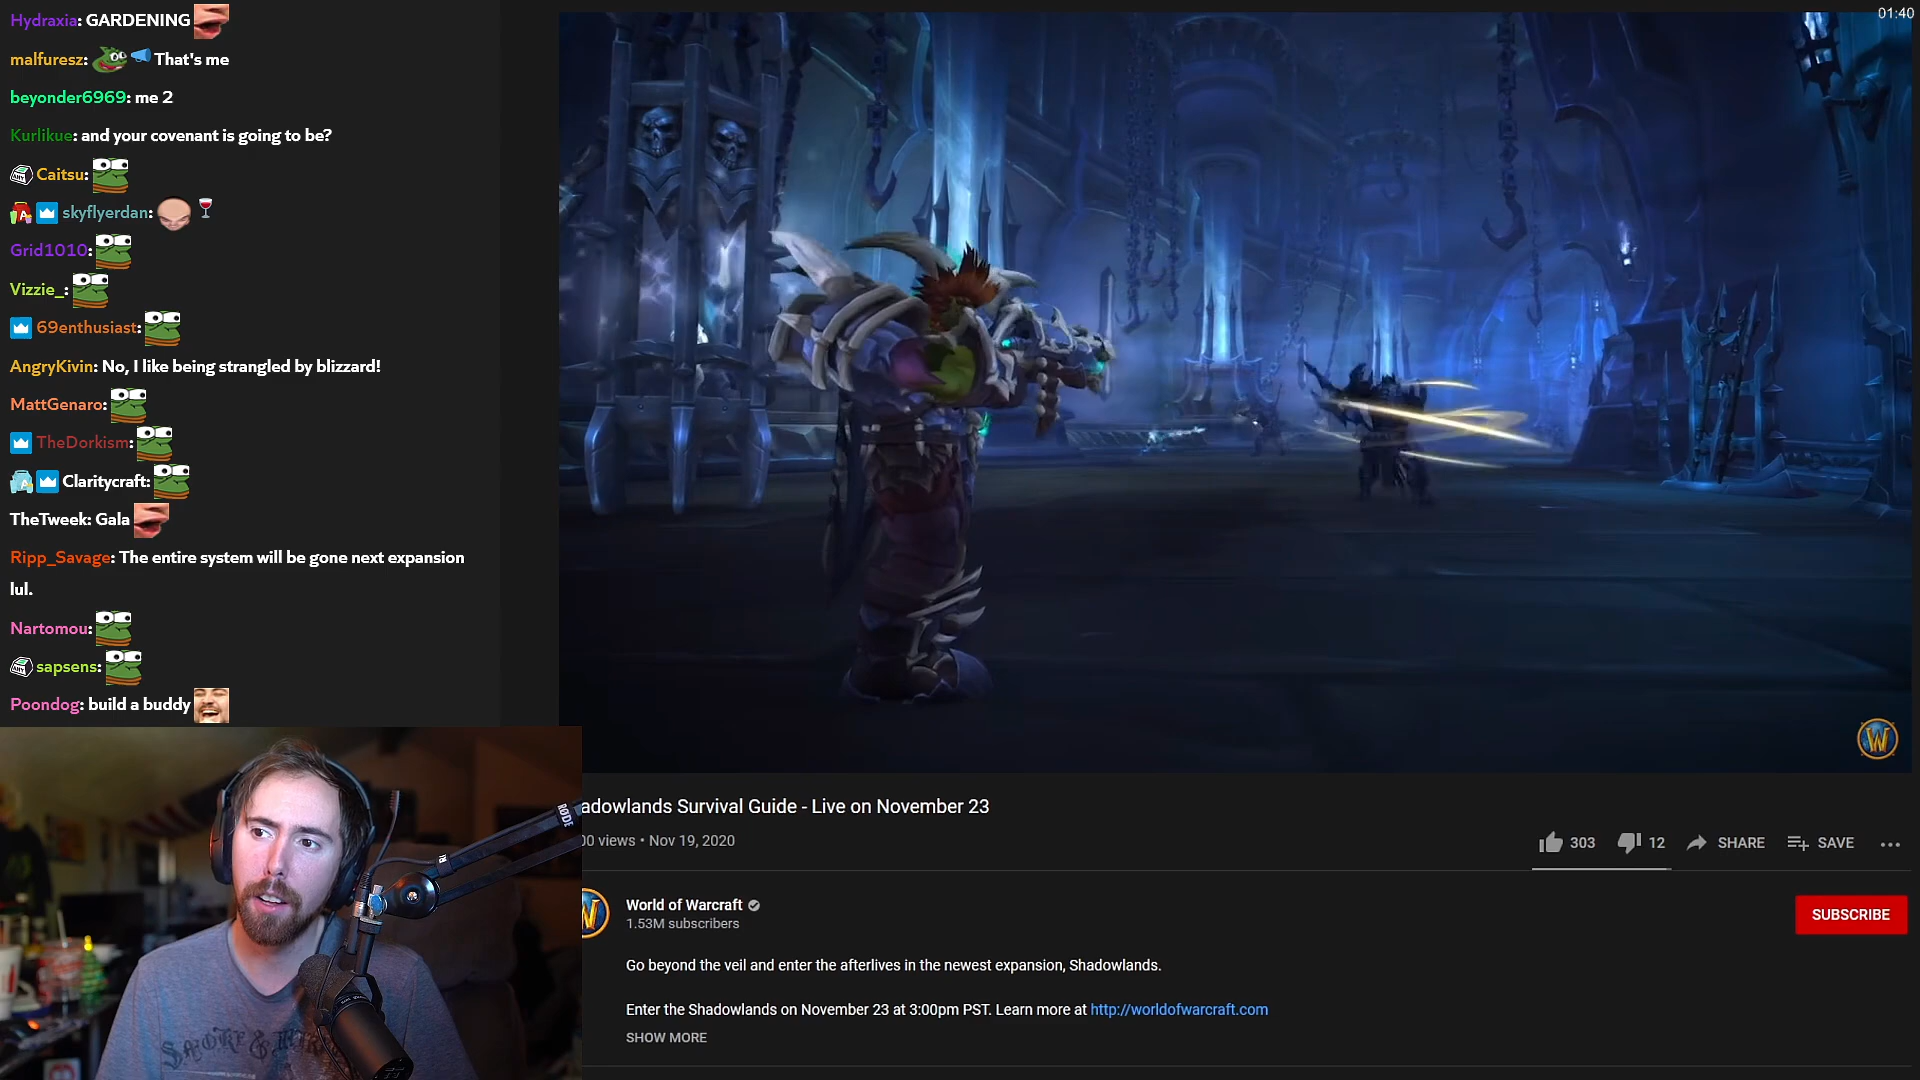 Hydraxia: GARDENING
malfuresz: That's me
beyonder6969: me 2
Kurlikue: and your covenant is going to be?
Caitsu:
skyflyerdan:
Grid1010:
Vizzie_:
69enthusiast:
AngryKivin: No, I like being strangled by blizzard!
MattGenaro:
TheDorkism:
Claritycraft:
TheTweek: Gala
Ripp_Savage: The entire system will be gone next expansion
lul.
Nartomou:
sapsens:
Poondog: build a buddy
01:40
W
RØDE
adowlands Survival Guide - Live on November 23
00 views • Nov 19, 2020
303
12
SHARE
SAVE
World of Warcraft
1.53M subscribers
SUBSCRIBE
Go beyond the veil and enter the afterlives in the newest expansion, Shadowlands.
Enter the Shadowlands on November 23 at 3:00pm PST. Learn more at http://worldofwarcraft.com
SHOW MORE